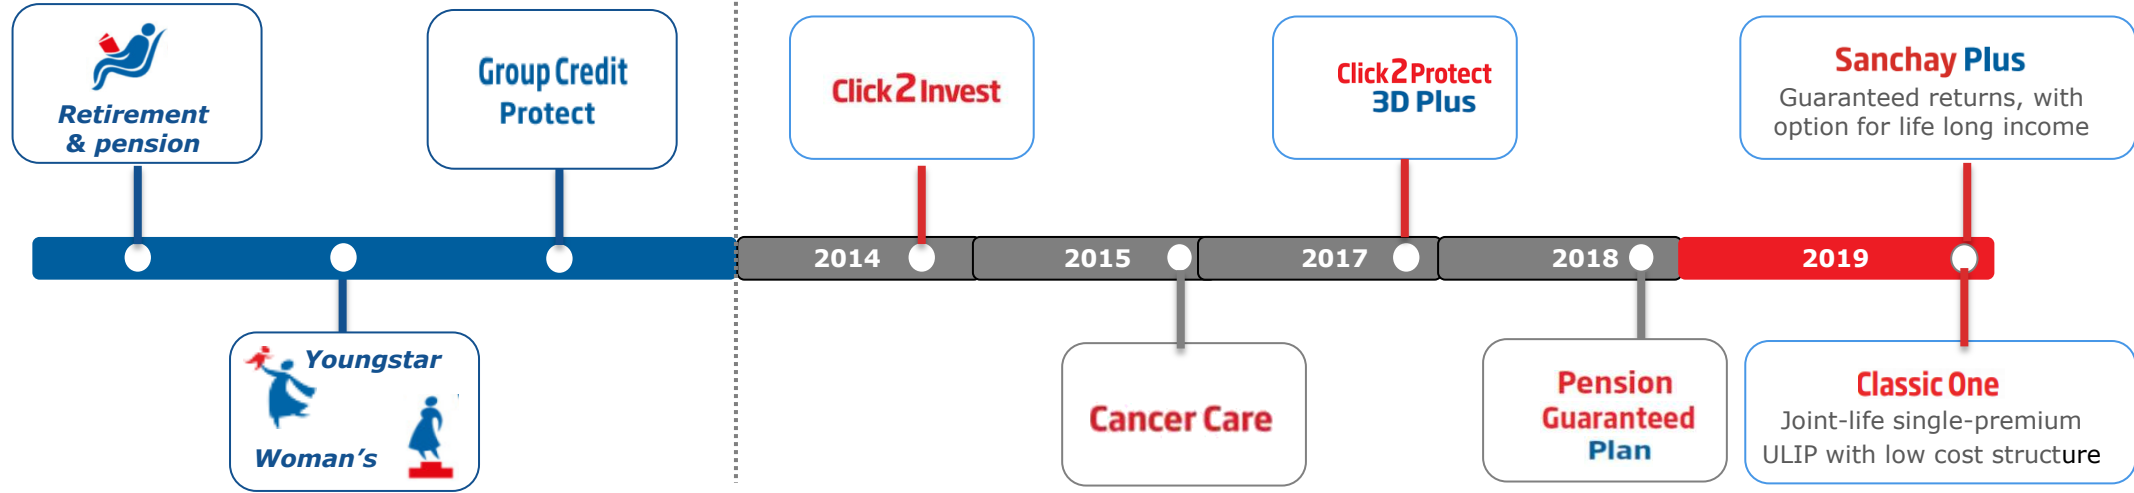 Retirement
& pension
Group Credit
Protect
Click2Invest
Click2Protect
3D Plus
Sanchay Plus
Guaranteed returns, with
option for life long income
2014
2015
2017
2018
2019
Youngstar
Woman's
Cancer Care
Pension
Guaranteed
Plan
Classic One
Joint-life single-premium
ULIP with low cost structure